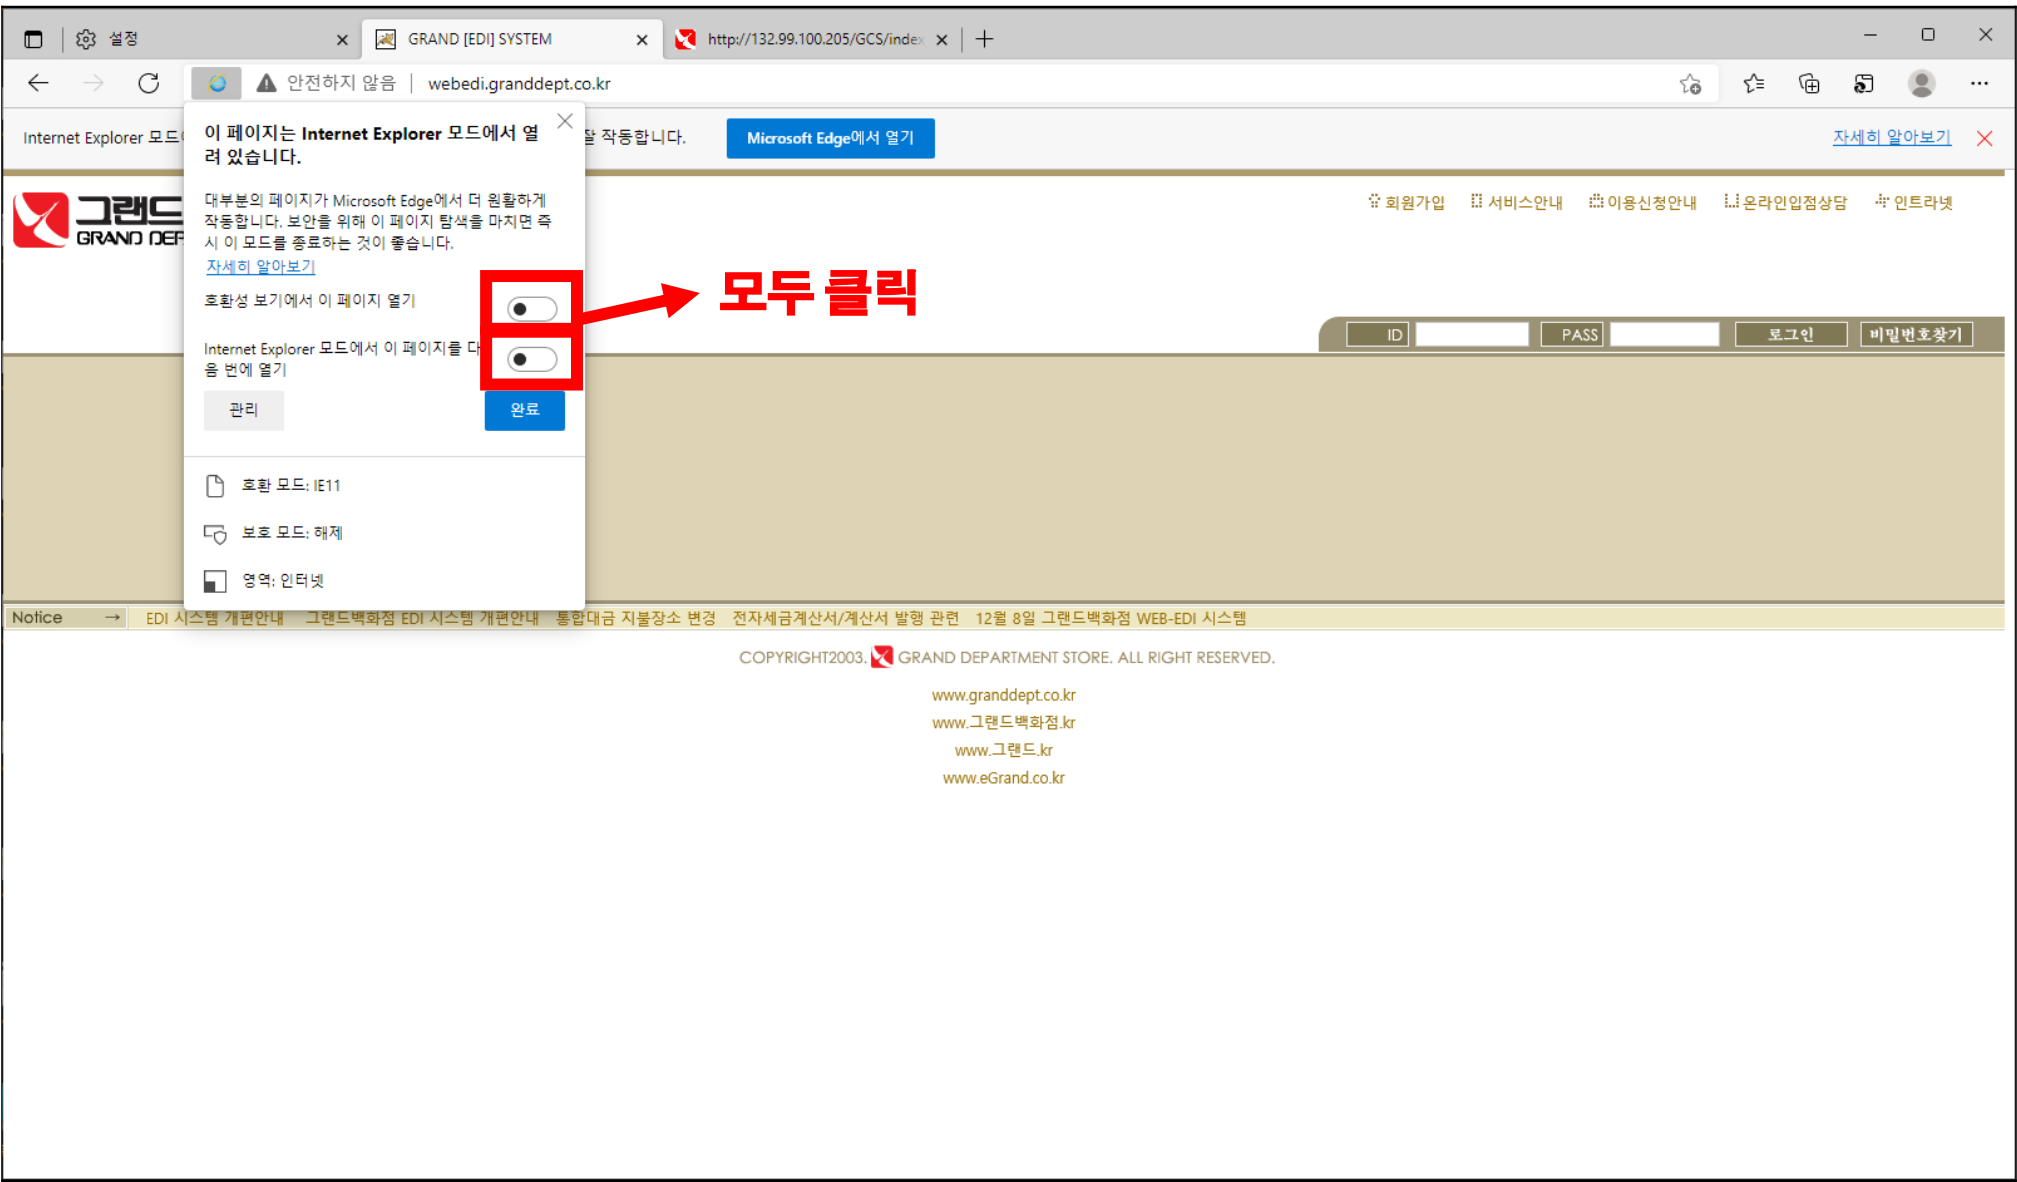 설정
GRAND [EDI] SYSTEM
http://132.99.100.205/GCS/index
안전하지 않음 | webedi.granddept.co.kr
Internet Explorer 모드
잘 작동합니다.
Microsoft Edge에서 열기
자세히 알아보기
이 페이지는 Internet Explorer 모드에서 열
려 있습니다.
대부분의 페이지가 Microsoft Edge에서 더 원활하게
작동합니다. 보안을 위해 이 페이지 탐색을 마치면 즉
시 이 모드를 종료하는 것이 좋습니다.
자세히 알아보기
호환성 보기에서 이 페이지 열기
Internet Explorer 모드에서 이 페이지를 다
음 번에 열기
관리
완료
호환 모드: IE11
보호 모드: 해제
영역: 인터넷
모두 클릭
그랜드
GRAND DEP
회원가입 서비스안내 이용신청안내 온라인입점상담 인트라넷
ID PASS 로그인 비밀번호찾기
Notice → EDI 시스템 개편안내 그랜드백화점 EDI 시스템 개편안내 통합대금 지불장소 변경 전자세금계산서/계산서 발행 관련 12월 8일 그랜드백화점 WEB-EDI 시스템
COPYRIGHT2003. GRAND DEPARTMENT STORE. ALL RIGHT RESERVED.
www.granddept.co.kr
www.그랜드백화점.kr
www.그랜드.kr
www.eGrand.co.kr